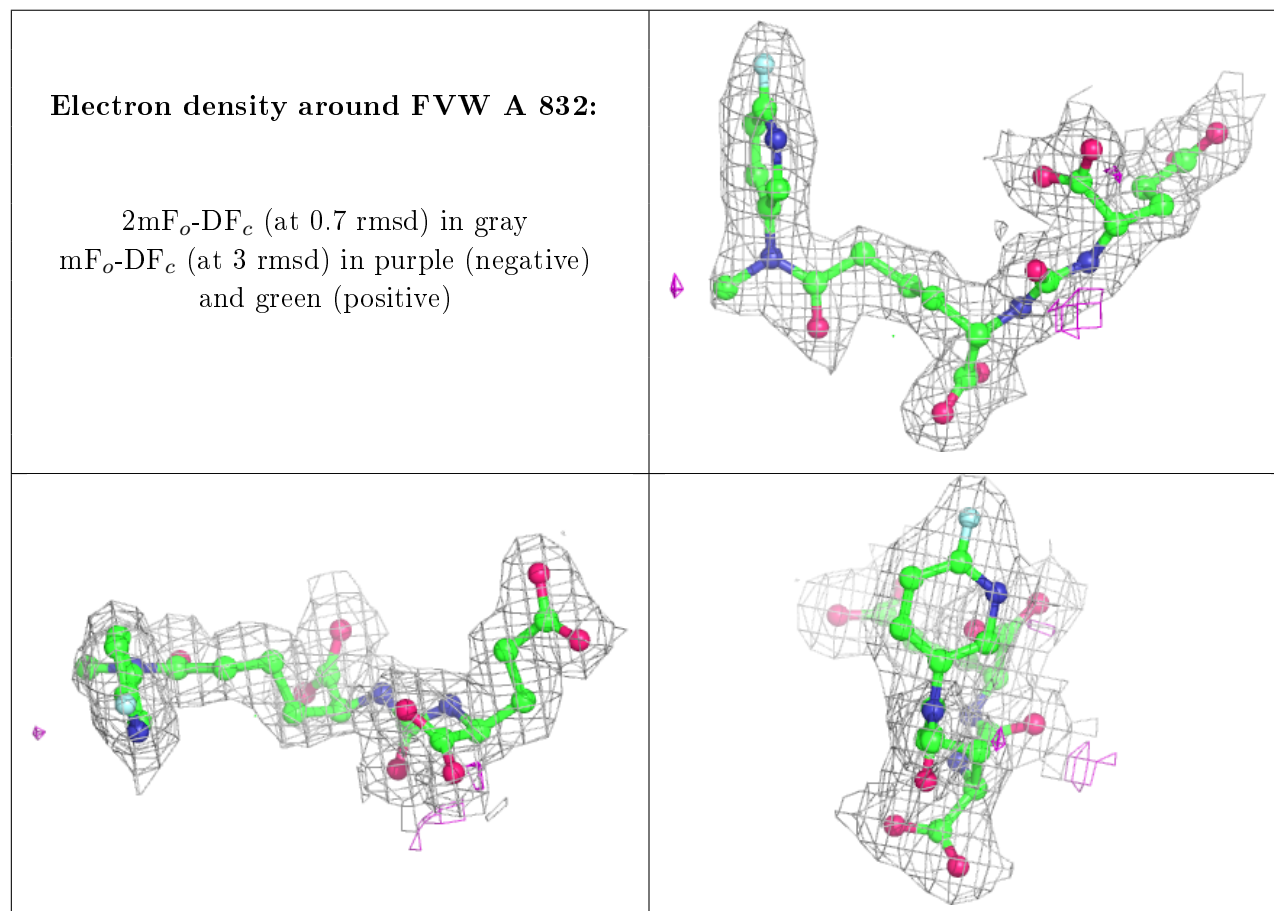 Electron density around FVW A 832:
2mFo-DFc (at 0.7 rmsd) in gray
mFo-DFc (at 3 rmsd) in purple (negative)
and green (positive)